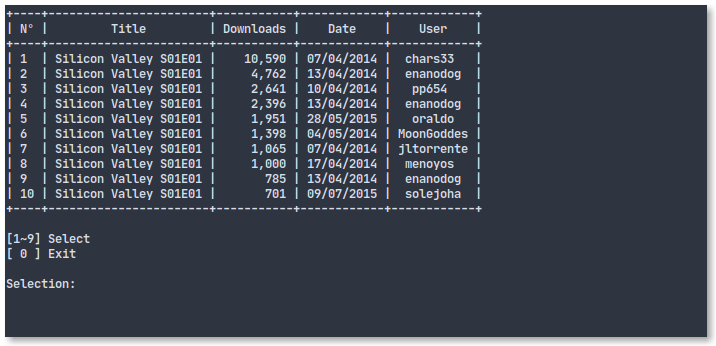 +----+-----------------------+-----------+------------+------------+
| N° |         Title         | Downloads |    Date    |    User    |
+----+-----------------------+-----------+------------+------------+
| 1  | Silicon Valley S01E01 |    10,590 | 07/04/2014 |  chars33   |
| 2  | Silicon Valley S01E01 |     4,762 | 13/04/2014 |  enanodog  |
| 3  | Silicon Valley S01E01 |     2,641 | 10/04/2014 |   pp654    |
| 4  | Silicon Valley S01E01 |     2,396 | 13/04/2014 |  enanodog  |
| 5  | Silicon Valley S01E01 |     1,951 | 28/05/2015 |   oraldo   |
| 6  | Silicon Valley S01E01 |     1,398 | 04/05/2014 | MoonGoddes |
| 7  | Silicon Valley S01E01 |     1,065 | 07/04/2014 | jltorrente |
| 8  | Silicon Valley S01E01 |     1,000 | 17/04/2014 |  menoyos   |
| 9  | Silicon Valley S01E01 |       785 | 13/04/2014 |  enanodog  |
| 10 | Silicon Valley S01E01 |       701 | 09/07/2015 |  solejoha  |
+----+-----------------------+-----------+------------+------------+
[1~9] Select
[ 0 ] Exit
Selection: